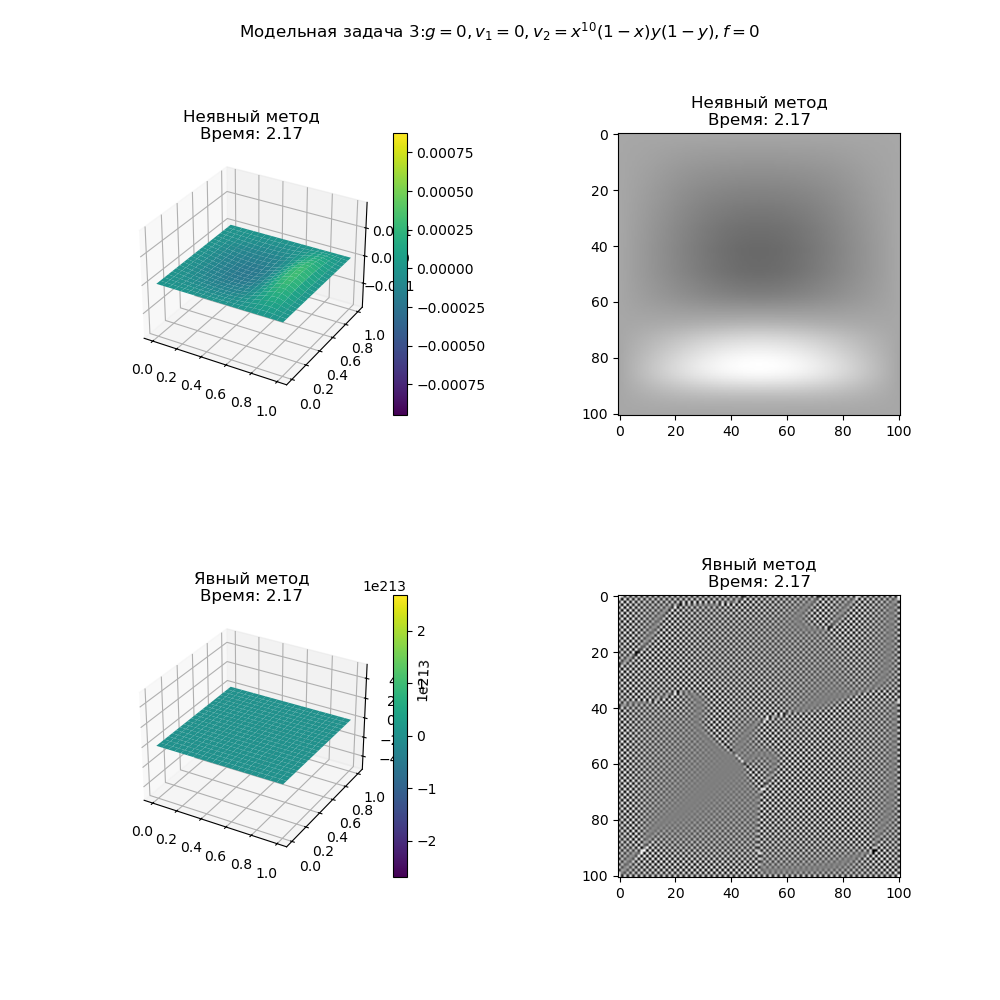 Модельная задача 3:g = 0, v₁ = 0, v₂ = x¹⁰(1 − x)y(1 − y), f = 0
Неявный метод
Время: 2.17
0.00075
0.00050
0.00025
0.00000
−0.00025
−0.00050
−0.00075
0.0 0.2 0.4 0.6 0.8 1.0
0.0 0.2 0.4 0.6 0.8 1.0
Неявный метод
Время: 2.17
0
20
40
60
80
100
0 20 40 60 80 100
Явный метод
Время: 2.17
1e213
2
1
0
−1
−2
1e213
0.0 0.2 0.4 0.6 0.8 1.0
0.0 0.2 0.4 0.6 0.8 1.0
Явный метод
Время: 2.17
0
20
40
60
80
100
0 20 40 60 80 100